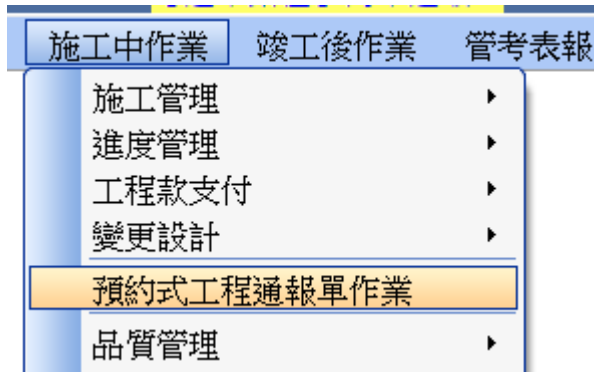 施工中作業 竣工後作業 管考表報
施工管理
進度管理
工程款支付
變更設計
預約式工程通報單作業
品質管理